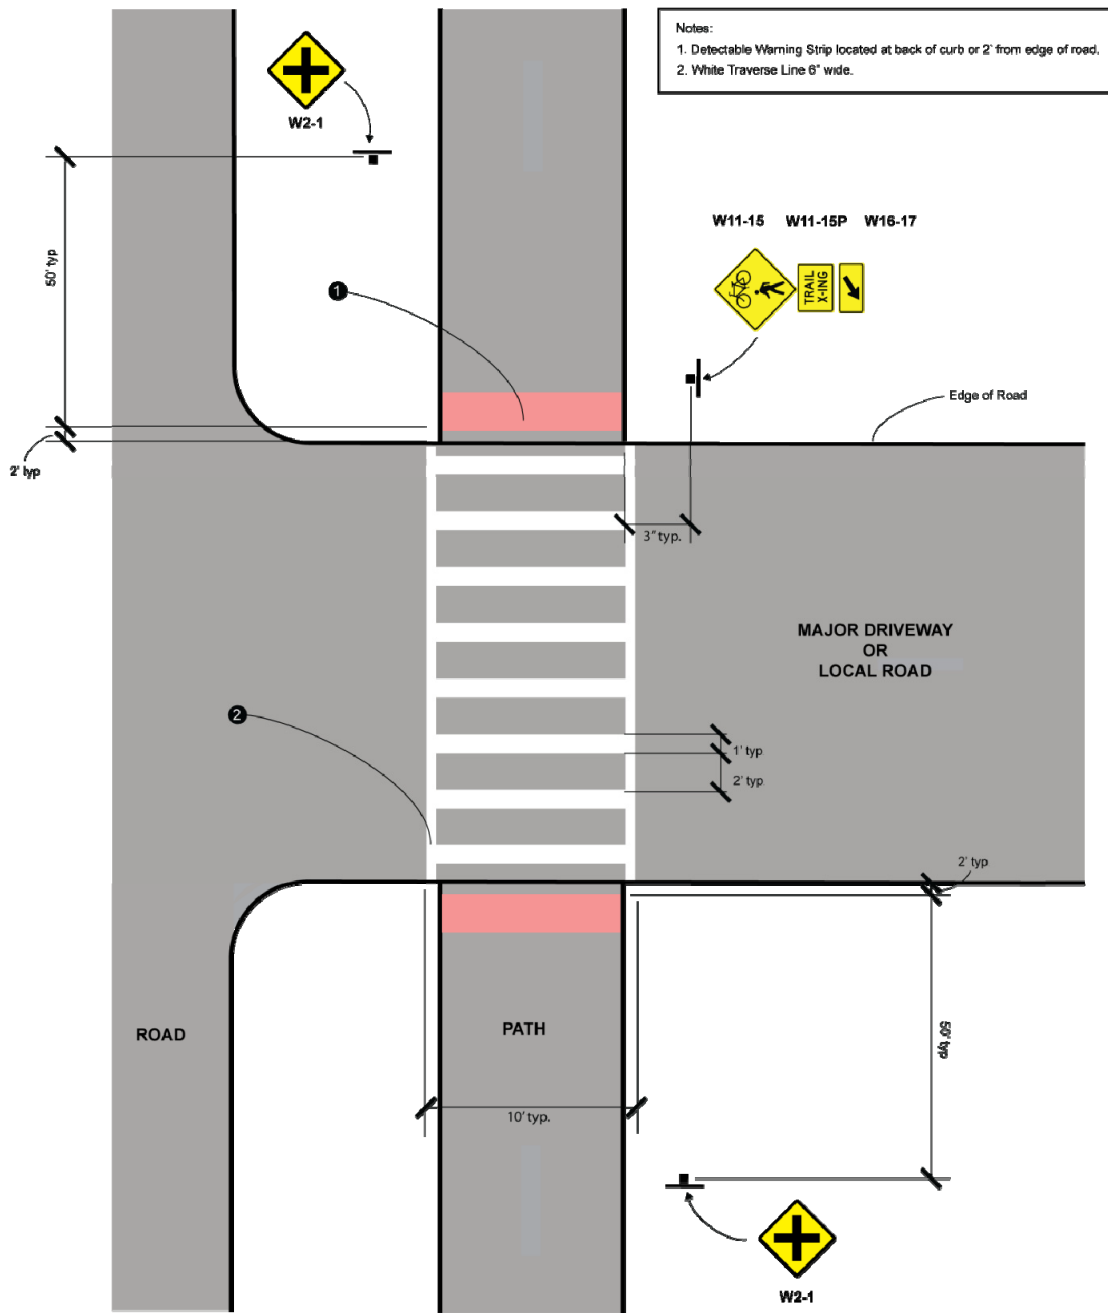 Notes:
1. Detectable Warning Strip located at back of curb or 2' from edge of road.
2. White Traverse Line 6" wide.
W2-1
50' typ
1
W11-15 W11-15P W16-17
TRAIL
X-ING
Edge of Road
2' typ
3" typ.
MAJOR DRIVEWAY
OR
LOCAL ROAD
2
1' typ
2' typ
2' typ
ROAD
PATH
50' typ
10' typ.
W2-1